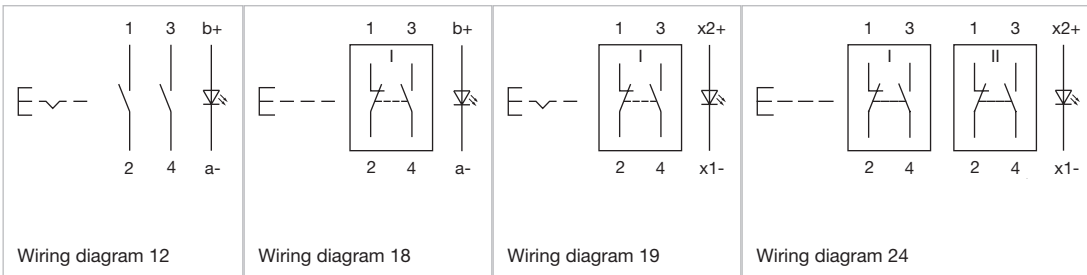 1 3 b+
2 4 a-
Wiring diagram 12
1 3 b+
I
2 4 a-
Wiring diagram 18
1 3 x2+
I
2 4 x1-
Wiring diagram 19
1 3 1 3 x2+
I II
2 4 2 4 x1-
Wiring diagram 24